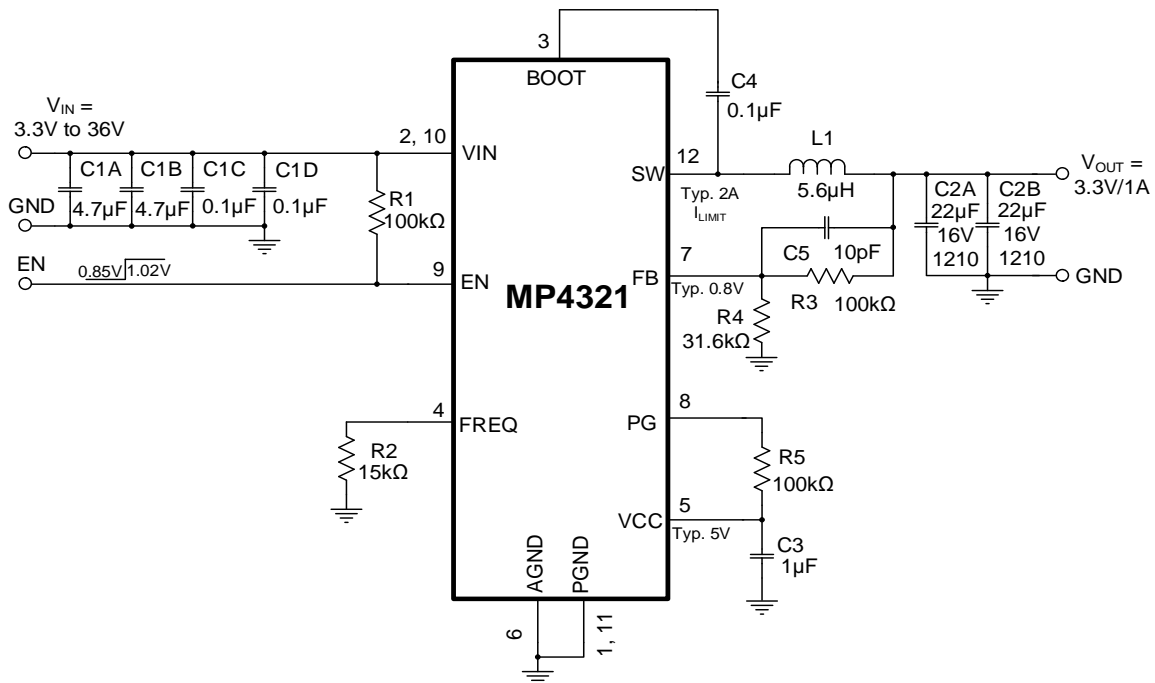 3
BOOT
C4
0.1µF
V_IN =
3.3V to 36V
2, 10
VIN
C1A
C1B
C1C
C1D
4.7µF
4.7µF
0.1µF
0.1µF
R1
100kΩ
GND
EN
0.85V
1.02V
9
EN
12
SW
Typ. 2A
I_LIMIT
L1
5.6µH
V_OUT =
3.3V/1A
C2A
22µF
16V
1210
C2B
22µF
16V
1210
GND
7
FB
Typ. 0.8V
C5
10pF
R3
100kΩ
R4
31.6kΩ
MP4321
4
FREQ
R2
15kΩ
8
PG
R5
100kΩ
5
VCC
Typ. 5V
C3
1µF
AGND
PGND
6
1, 11